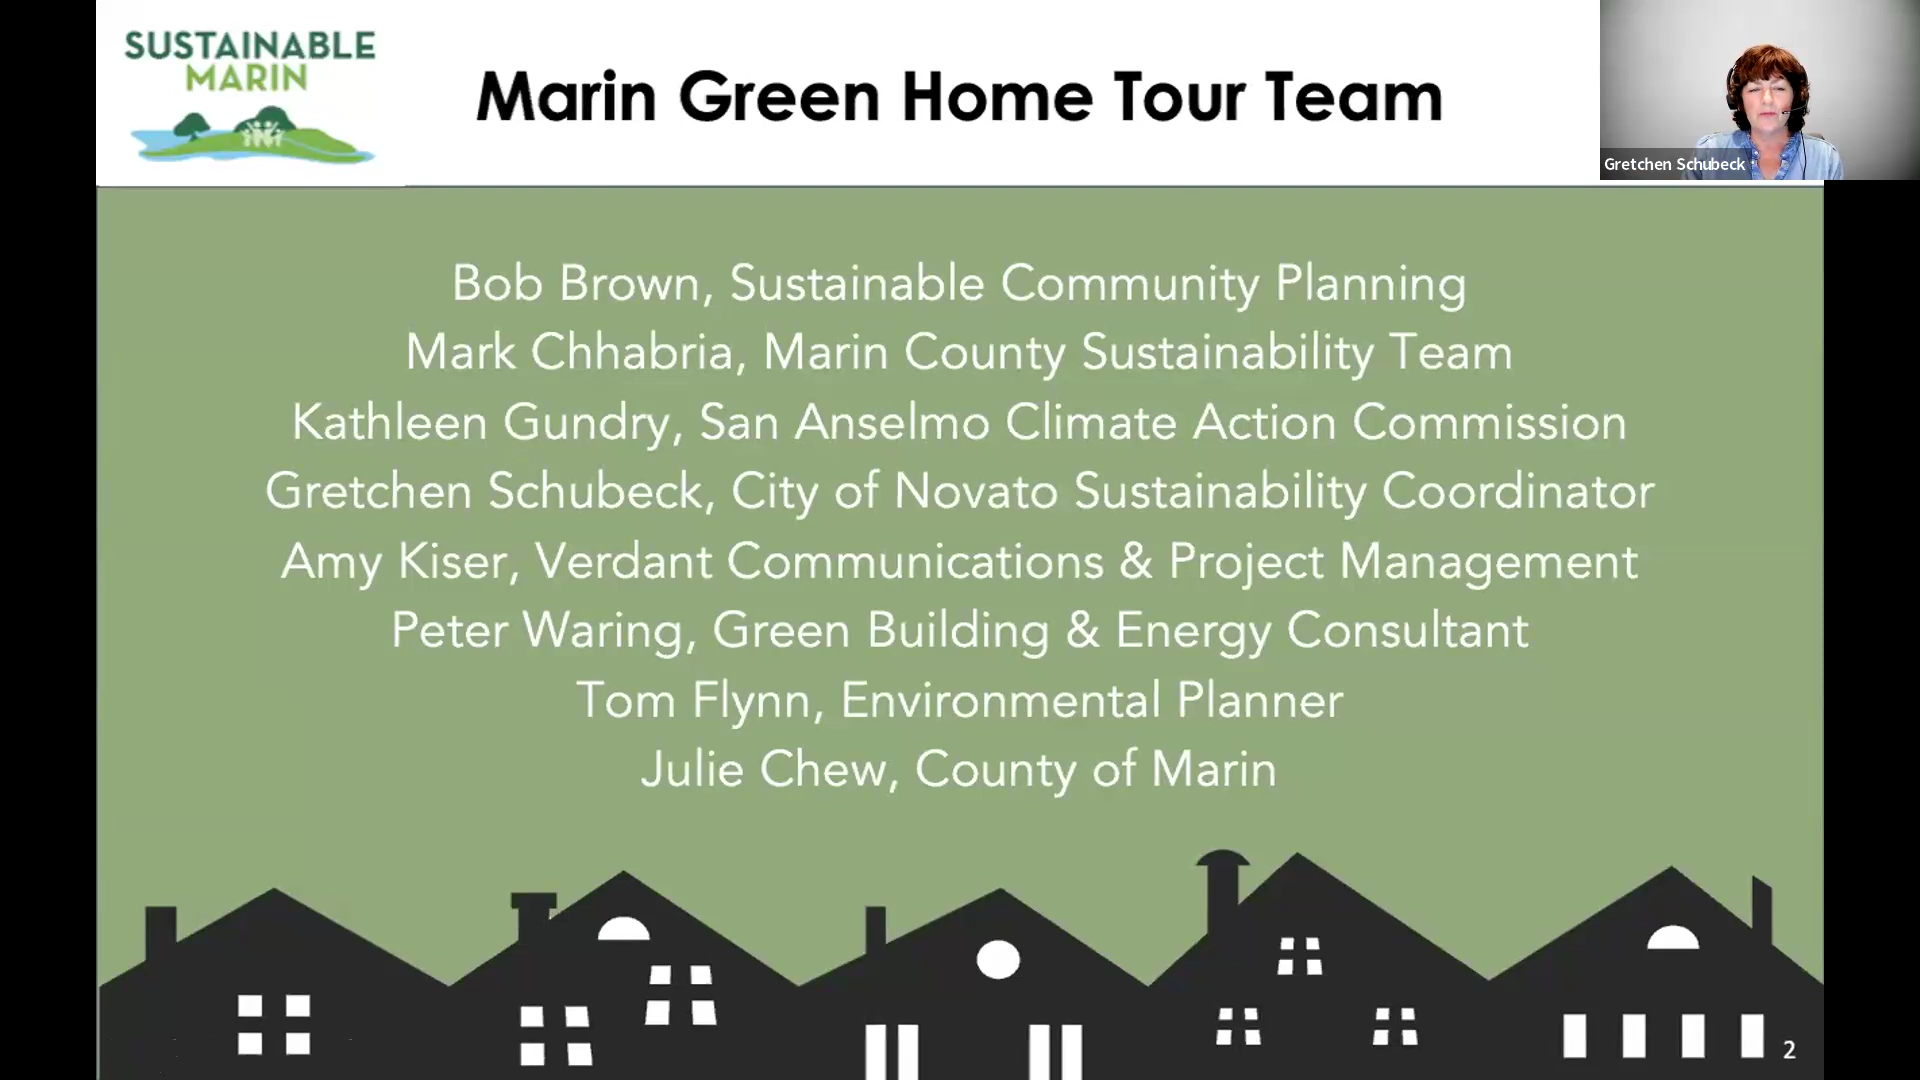 SUSTAINABLE
MARIN
Marin Green Home Tour Team
Gretchen Schubeck
Bob Brown, Sustainable Community Planning
Mark Chhabria, Marin County Sustainability Team
Kathleen Gundry, San Anselmo Climate Action Commission
Gretchen Schubeck, City of Novato Sustainability Coordinator
Amy Kiser, Verdant Communications & Project Management
Peter Waring, Green Building & Energy Consultant
Tom Flynn, Environmental Planner
Julie Chew, County of Marin
2